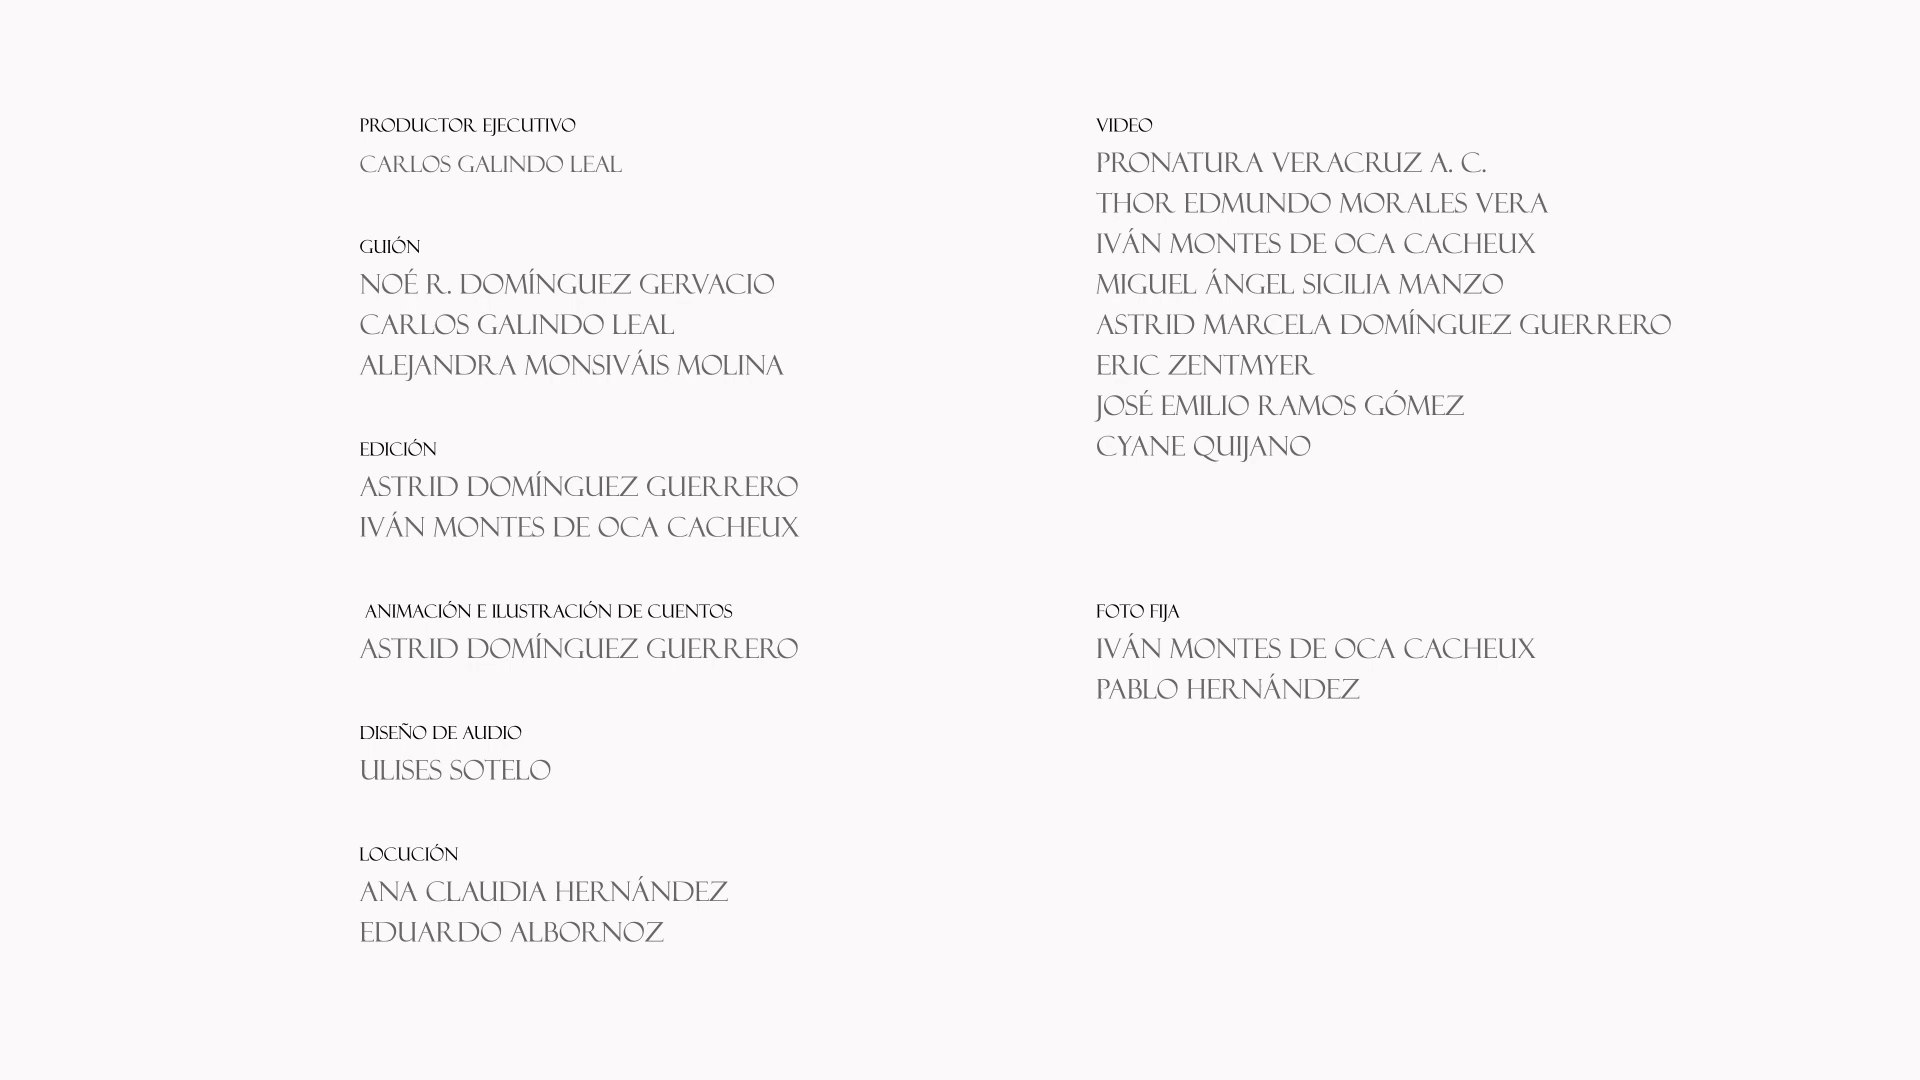 PRODUCTOR EJECUTIVO
CARLOS GALINDO LEAL
GUIÓN
NOÉ R. DOMÍNGUEZ GERVACIO
CARLOS GALINDO LEAL
ALEJANDRA MONSIVÁIS MOLINA
EDICIÓN
ASTRID DOMÍNGUEZ GUERRERO
IVÁN MONTES DE OCA CACHEUX
ANIMACIÓN E ILUSTRACIÓN DE CUENTOS
ASTRID DOMÍNGUEZ GUERRERO
DISEÑO DE AUDIO
ULISES SOTELO
LOCUCIÓN
ANA CLAUDIA HERNÁNDEZ
EDUARDO ALBORNOZ
VIDEO
PRONATURA VERACRUZ A. C.
THOR EDMUNDO MORALES VERA
IVÁN MONTES DE OCA CACHEUX
MIGUEL ÁNGEL SICILIA MANZO
ASTRID MARCELA DOMÍNGUEZ GUERRERO
ERIC ZENTMYER
JOSÉ EMILIO RAMOS GÓMEZ
CYANE QUIJANO
FOTO FIJA
IVÁN MONTES DE OCA CACHEUX
PABLO HERNÁNDEZ